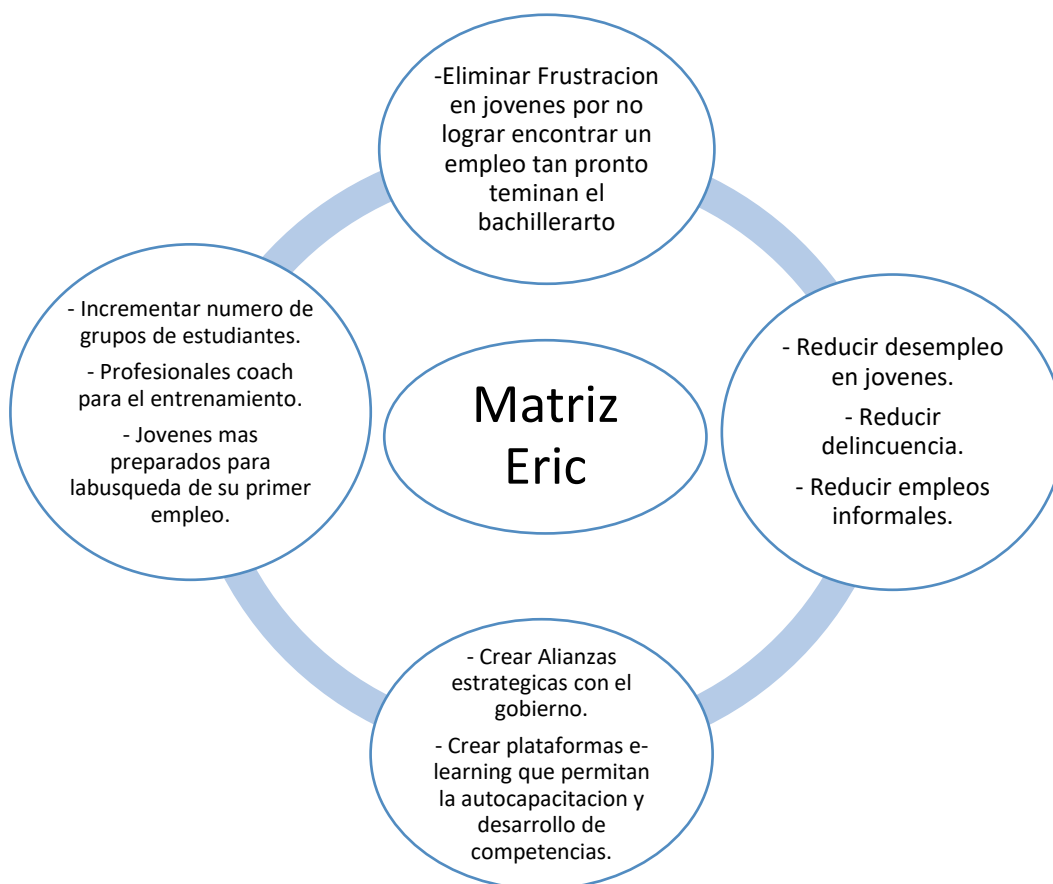 -Eliminar Frustracion
en jovenes por no
lograr encontrar un
empleo tan pronto
teminan el
bachillerarto
- Incrementar numero de
grupos de estudiantes.
- Profesionales coach
para el entrenamiento.
- Jovenes mas
preparados para
labusqueda de su primer
empleo.
Matriz
Eric
- Reducir desempleo
en jovenes.
- Reducir
delincuencia.
- Reducir empleos
informales.
- Crear Alianzas
estrategicas con el
gobierno.
- Crear plataformas e-
learning que permitan
la autocapacitacion y
desarrollo de
competencias.